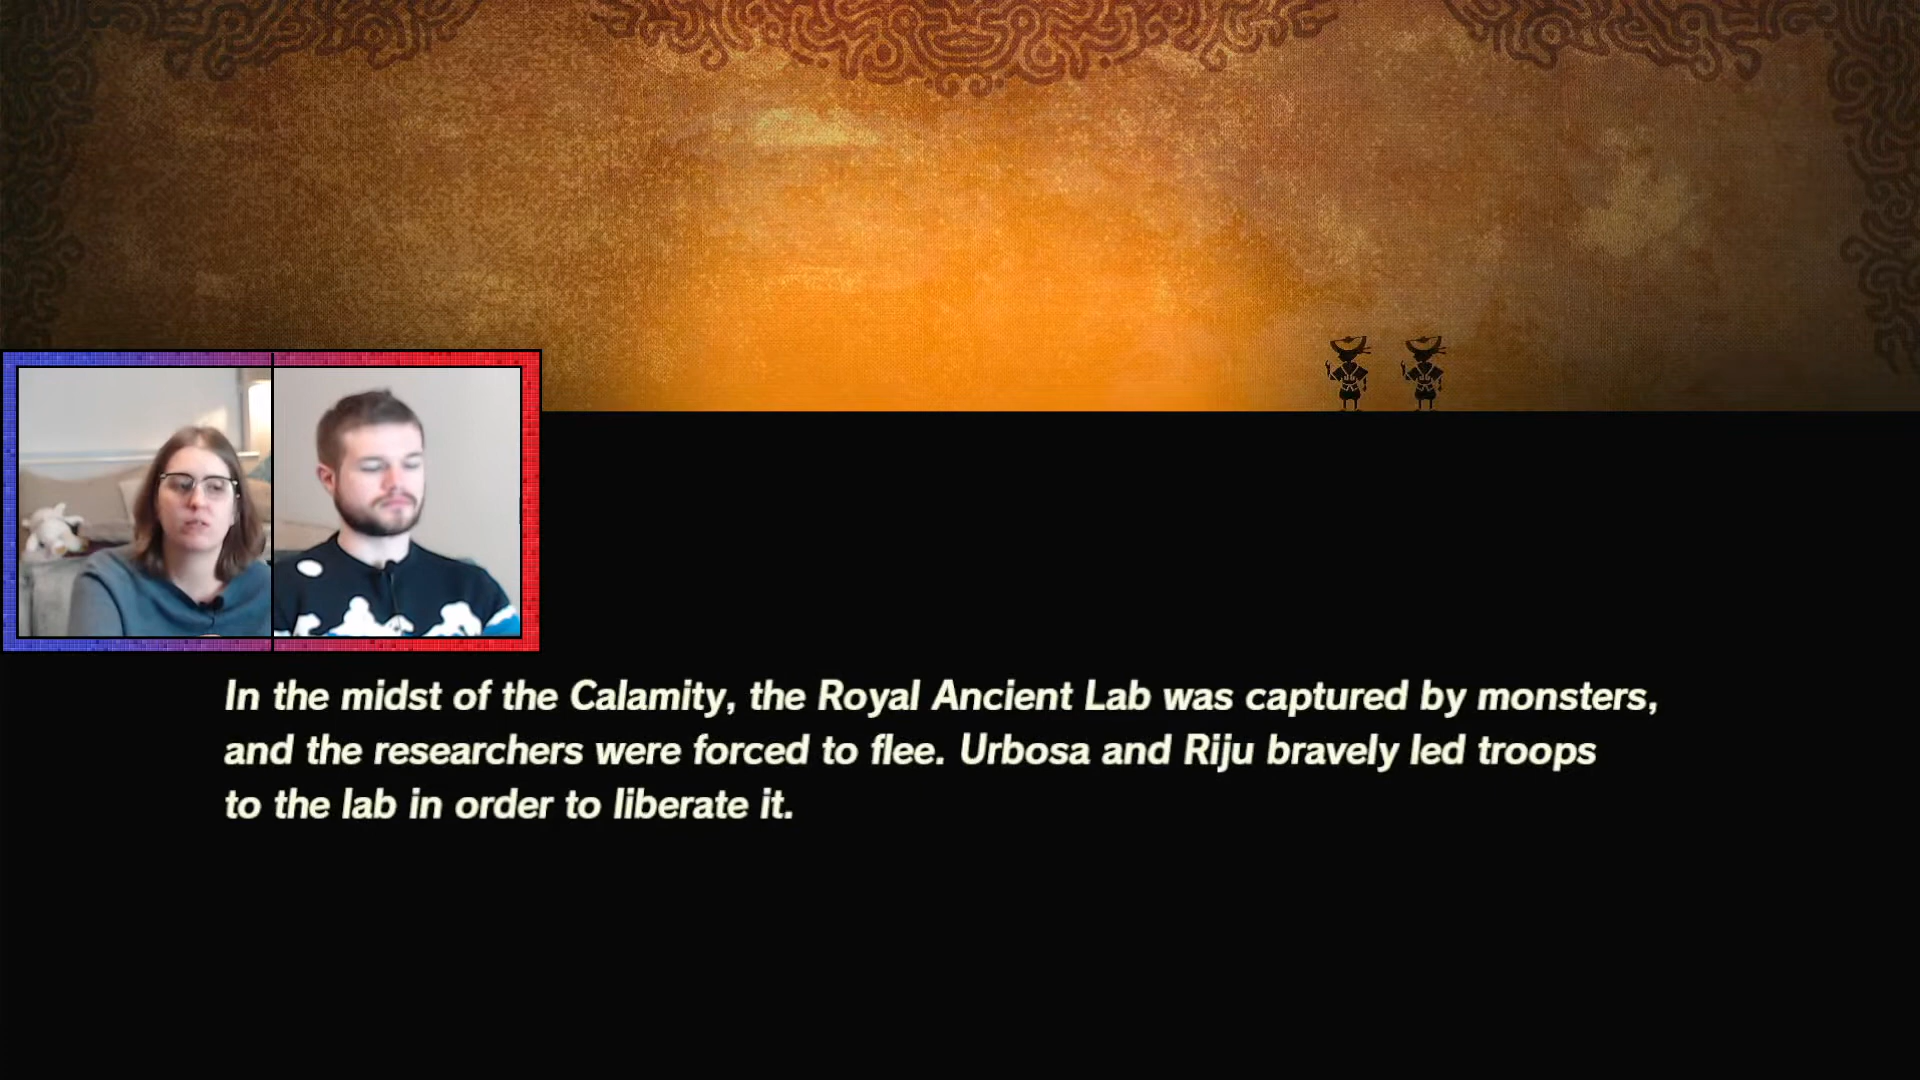 In the midst of the Calamity, the Royal Ancient Lab was captured by monsters,
and the researchers were forced to flee. Urbosa and Riju bravely led troops
to the lab in order to liberate it.